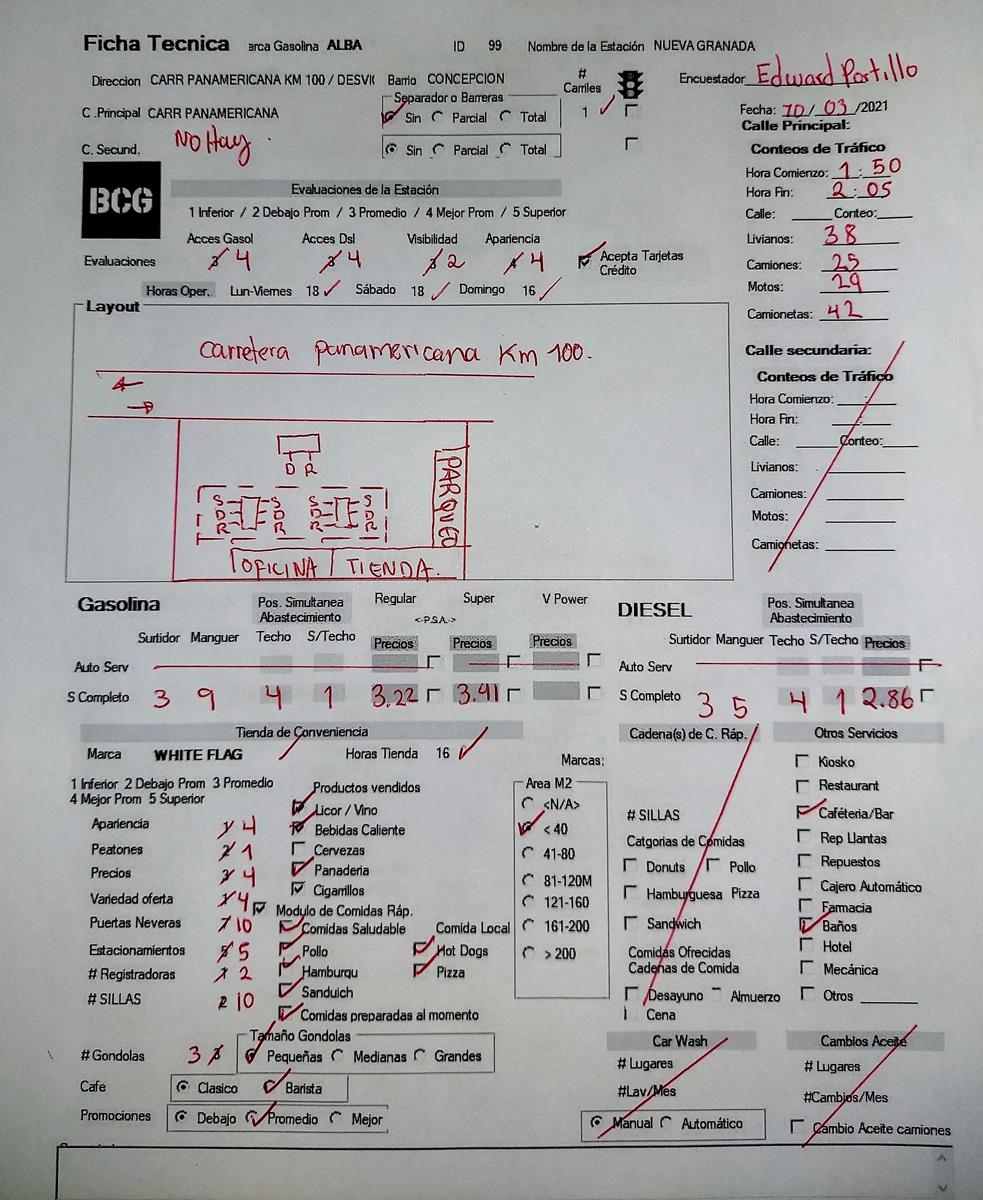 Ficha Tecnica arca Gasolina ALBA ID 99 Nombre de la Estación NUEVA GRANADA
Direccion CARR PANAMERICANA KM 100 / DESVI Barrio CONCEPCION # Carriles Encuestador Edward Portillo
Separador o Barreras
C .Principal CARR PANAMERICANA Sin Parcial Total 1 Fecha: 10/ 03 /2021
Calle Principal:
C. Secund. No Hay. Sin Parcial Total
Conteos de Tráfico
BCG
Hora Comienzo: 1 : 50
Evaluaciones de la Estación Hora Fin: 2 : 05
1 Inferior / 2 Debajo Prom / 3 Promedio / 4 Mejor Prom / 5 Superior Calle: Conteo:
Acces Gasol Acces Dsl Visibilidad Apariencia Livianos: 38
Evaluaciones 3 4 3 4 3 2 4 Acepta Tarjetas Crédito Camiones: 25
Motos: 29
Horas Oper. Lun-Viernes 18 Sábado 18 Domingo 16
Camionetas: 42
Layout
carretera panamericana Km 100.
Calle secundaria:
Conteos de Tráfico
Hora Comienzo: :
Hora Fin: :
Calle: Conteo:
Livianos:
Camiones:
Motos:
Camionetas:
D R
PARQUEO
S S S S
D D D D
R R R R
OFICINA TIENDA.
Gasolina Pos. Simultanea Abastecimiento Regular Super V Power DIESEL Pos. Simultanea Abastecimiento
<-P.S.A.->
Surtidor Manguer Techo S/Techo Precios Precios Precios Surtidor Manguer Techo S/Techo Precios
Auto Serv Auto Serv
S Completo 3 9 4 1 3.22 3.41 S Completo 3 5 4 1 2.86
Tienda de Conveniencia Cadena(s) de C. Ráp. Otros Servicios
Marca WHITE FLAG Horas Tienda 16 Marcas:
Kiosko
1 Inferior 2 Debajo Prom 3 Promedio
4 Mejor Prom 5 Superior
Productos vendidos Area M2 Restaurant
Licor / Vino <N/A> # SILLAS Caféteria/Bar
Apariencia 4 Bebidas Caliente < 40
Catgorias de Comidas Rep Llantas
Peatones 2 1 Cervezas 41-80 Repuestos
Precios 3 4 Panaderia Donuts Pollo
Cigarrillos 81-120M Hamburguesa Pizza Cajero Automático
Variedad oferta 4 Modulo de Comidas Ráp. 121-160 Farmacia
Puertas Neveras 10 Comidas Saludable Comida Local 161-200 Sandwich Baños
Estacionamientos 5 Pollo Hot Dogs > 200 Comidas Ofrecidas Cadenas de Comida Hotel
# Registradoras 2 Hamburqu Pizza Mecánica
# SILLAS 2 10 Sanduich Desayuno Almuerzo Otros
Comidas preparadas al momento Cena
Tamaño Gondolas Car Wash Cambios Aceite
# Gondolas 3 Pequeñas Medianas Grandes
# Lugares # Lugares
Cafe Clasico Barista #Lav/Mes #Cambios/Mes
Promociones Debajo Promedio Mejor Manual Automático Cambio Aceite camiones